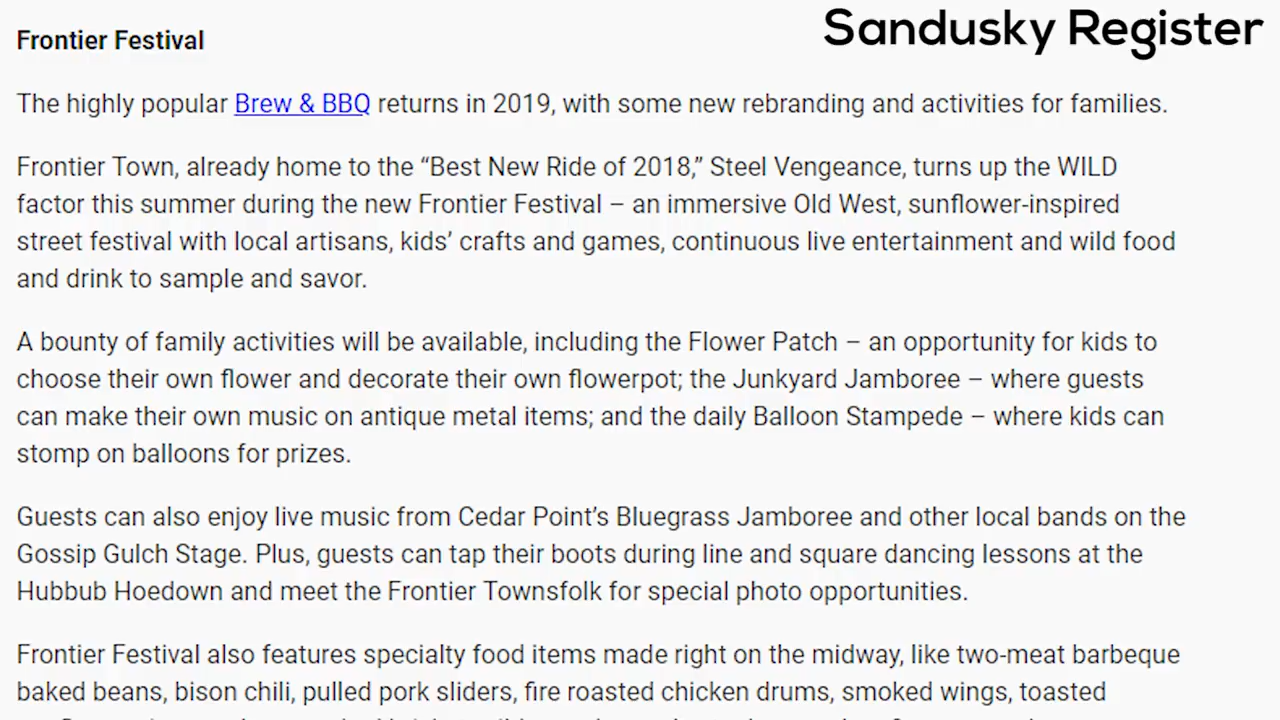 Sandusky Register
Frontier Festival
The highly popular Brew & BBQ returns in 2019, with some new rebranding and activities for families.
Frontier Town, already home to the “Best New Ride of 2018,” Steel Vengeance, turns up the WILD
factor this summer during the new Frontier Festival – an immersive Old West, sunflower-inspired
street festival with local artisans, kids’ crafts and games, continuous live entertainment and wild food
and drink to sample and savor.
A bounty of family activities will be available, including the Flower Patch – an opportunity for kids to
choose their own flower and decorate their own flowerpot; the Junkyard Jamboree – where guests
can make their own music on antique metal items; and the daily Balloon Stampede – where kids can
stomp on balloons for prizes.
Guests can also enjoy live music from Cedar Point’s Bluegrass Jamboree and other local bands on the
Gossip Gulch Stage. Plus, guests can tap their boots during line and square dancing lessons at the
Hubbub Hoedown and meet the Frontier Townsfolk for special photo opportunities.
Frontier Festival also features specialty food items made right on the midway, like two-meat barbeque
baked beans, bison chili, pulled pork sliders, fire roasted chicken drums, smoked wings, toasted